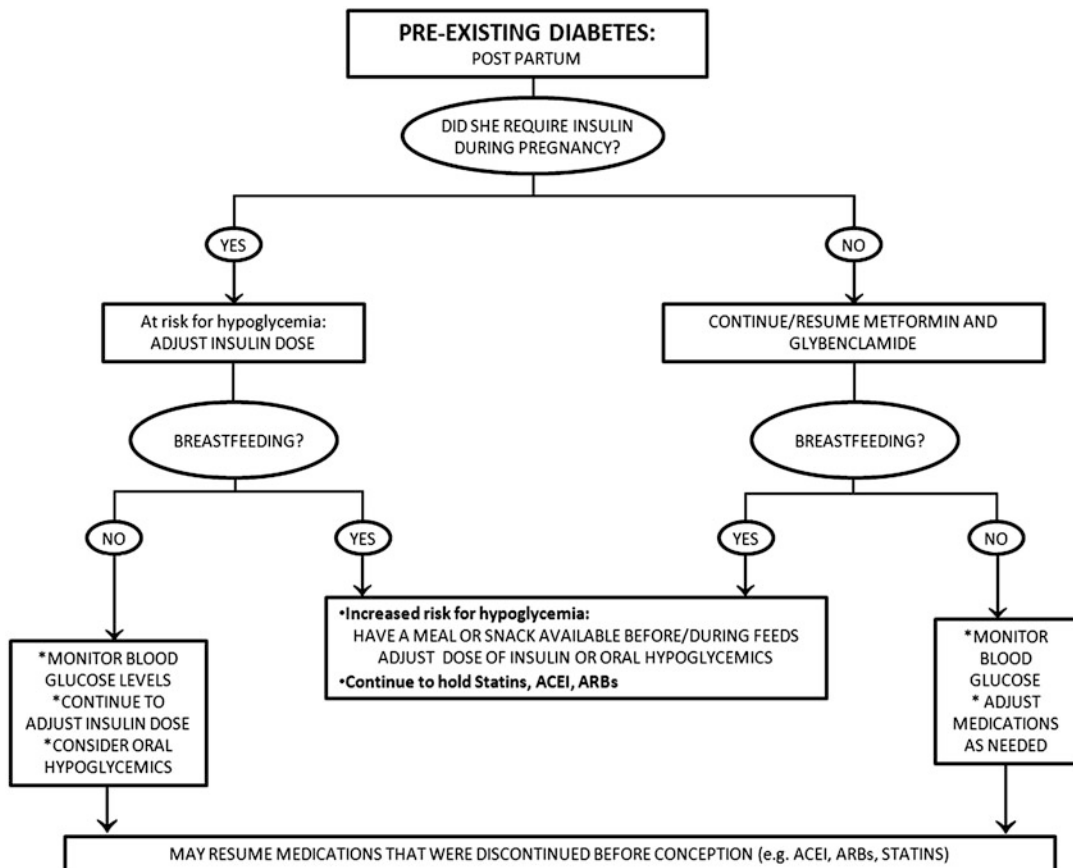 PRE-EXISTING DIABETES:
POST PARTUM
DID SHE REQUIRE INSULIN
DURING PREGNANCY?
YES
NO
At risk for hypoglycemia:
ADJUST INSULIN DOSE
CONTINUE/RESUME METFORMIN AND
GLYBENCLAMIDE
BREASTFEEDING?
BREASTFEEDING?
NO
YES
YES
NO
*MONITOR BLOOD
GLUCOSE LEVELS
*CONTINUE TO
ADJUST INSULIN DOSE
*CONSIDER ORAL
HYPOGLYCEMICS
•Increased risk for hypoglycemia:
HAVE A MEAL OR SNACK AVAILABLE BEFORE/DURING FEEDS
ADJUST DOSE OF INSULIN OR ORAL HYPOGLYCEMICS
•Continue to hold Statins, ACEI, ARBs
*MONITOR
BLOOD
GLUCOSE
* ADJUST
MEDICATIONS
AS NEEDED
MAY RESUME MEDICATIONS THAT WERE DISCONTINUED BEFORE CONCEPTION (e.g. ACEI, ARBs, STATINS)